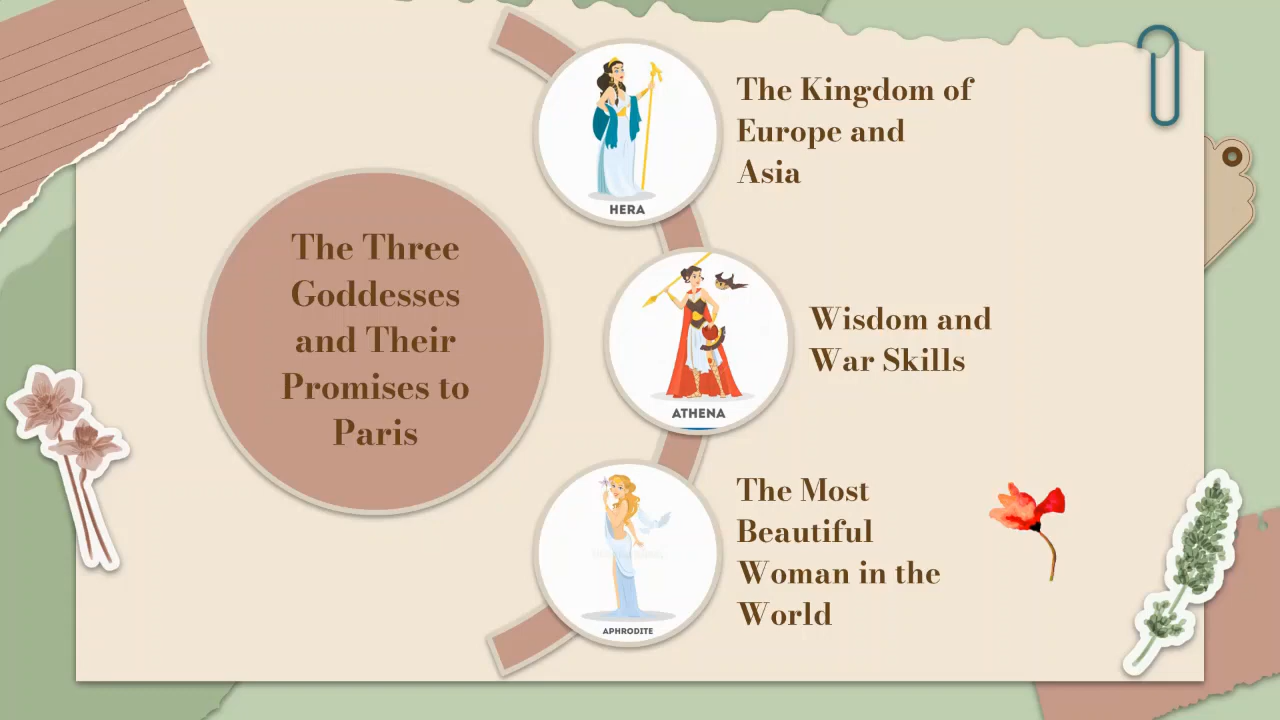 The Three
Goddesses
and Their
Promises to
Paris
HERA
The Kingdom of
Europe and
Asia
ATHENA
Wisdom and
War Skills
APHRODITE
The Most
Beautiful
Woman in the
World